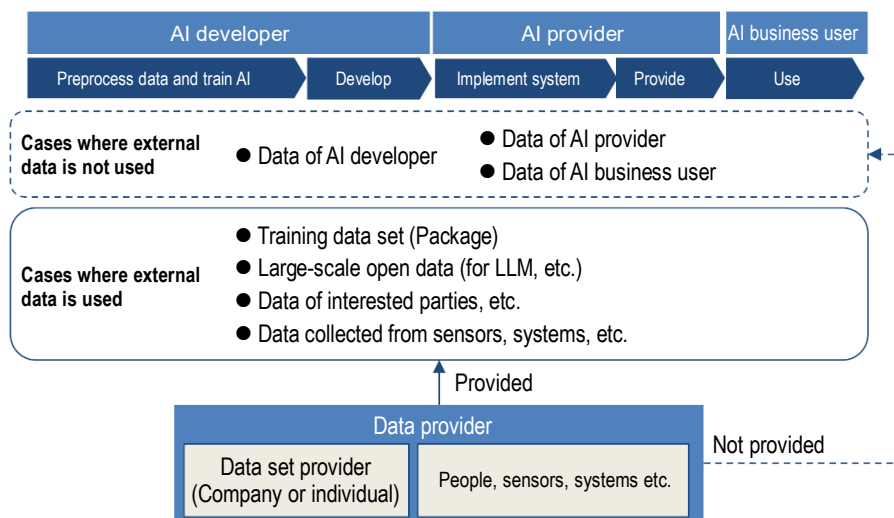 AI developer
AI provider
AI business user
Preprocess data and train AI
Develop
Implement system
Provide
Use
Cases where external
data is not used
● Data of AI developer
● Data of AI provider
● Data of AI business user
Cases where external
data is used
● Training data set (Package)
● Large-scale open data (for LLM, etc.)
● Data of interested parties, etc.
● Data collected from sensors, systems, etc.
Provided
Data provider
Data set provider
(Company or individual)
People, sensors, systems etc.
Not provided